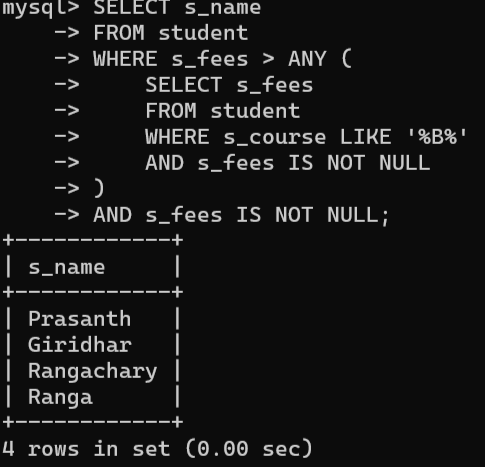 mysql> SELECT s_name
    -> FROM student
    -> WHERE s_fees > ANY (
    ->     SELECT s_fees
    ->     FROM student
    ->     WHERE s_course LIKE '%B%'
    ->     AND s_fees IS NOT NULL
    -> )
    -> AND s_fees IS NOT NULL;
+------------+
| s_name     |
+------------+
| Prasanth   |
| Giridhar   |
| Rangachary |
| Ranga      |
+------------+
4 rows in set (0.00 sec)